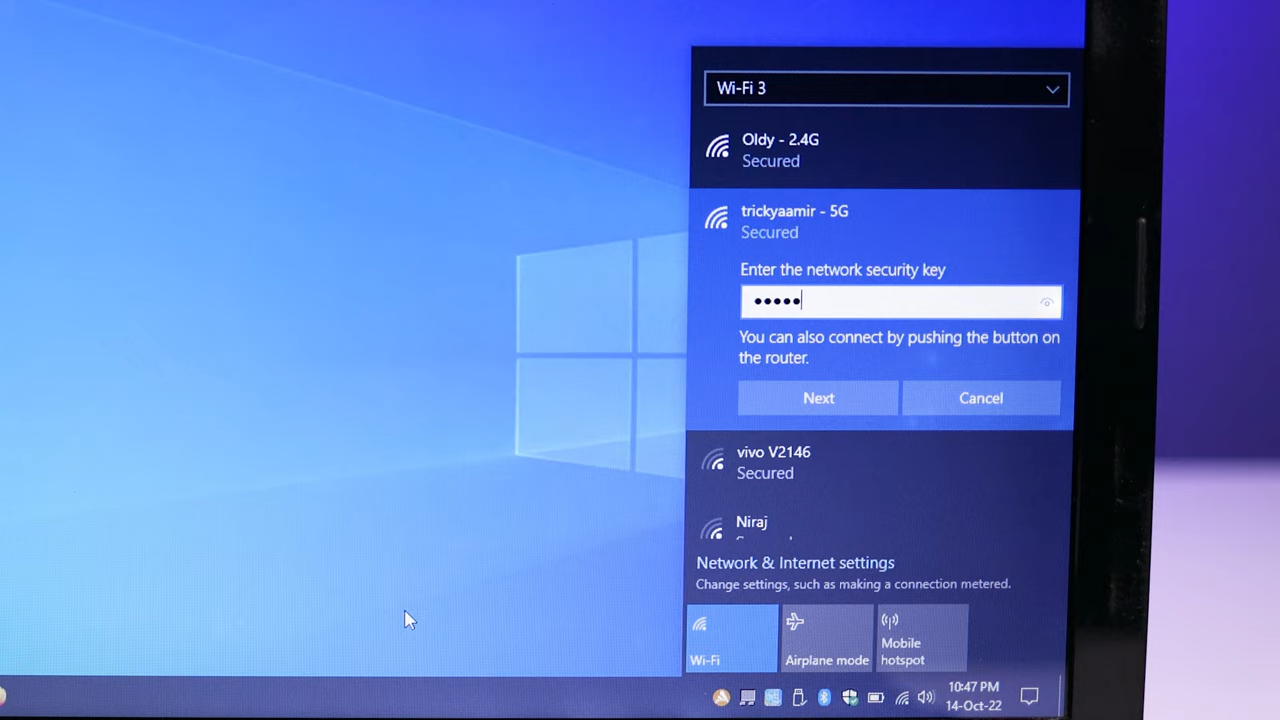 Wi-Fi 3
Oldy - 2.4G
Secured
trickyaamir - 5G
Secured
Enter the network security key
•••••
You can also connect by pushing the button on
the router.
Next
Cancel
vivo V2146
Secured
Niraj
Network & Internet settings
Change settings, such as making a connection metered.
Wi-Fi
Airplane mode
Mobile
hotspot
10:47 PM
14-Oct-22